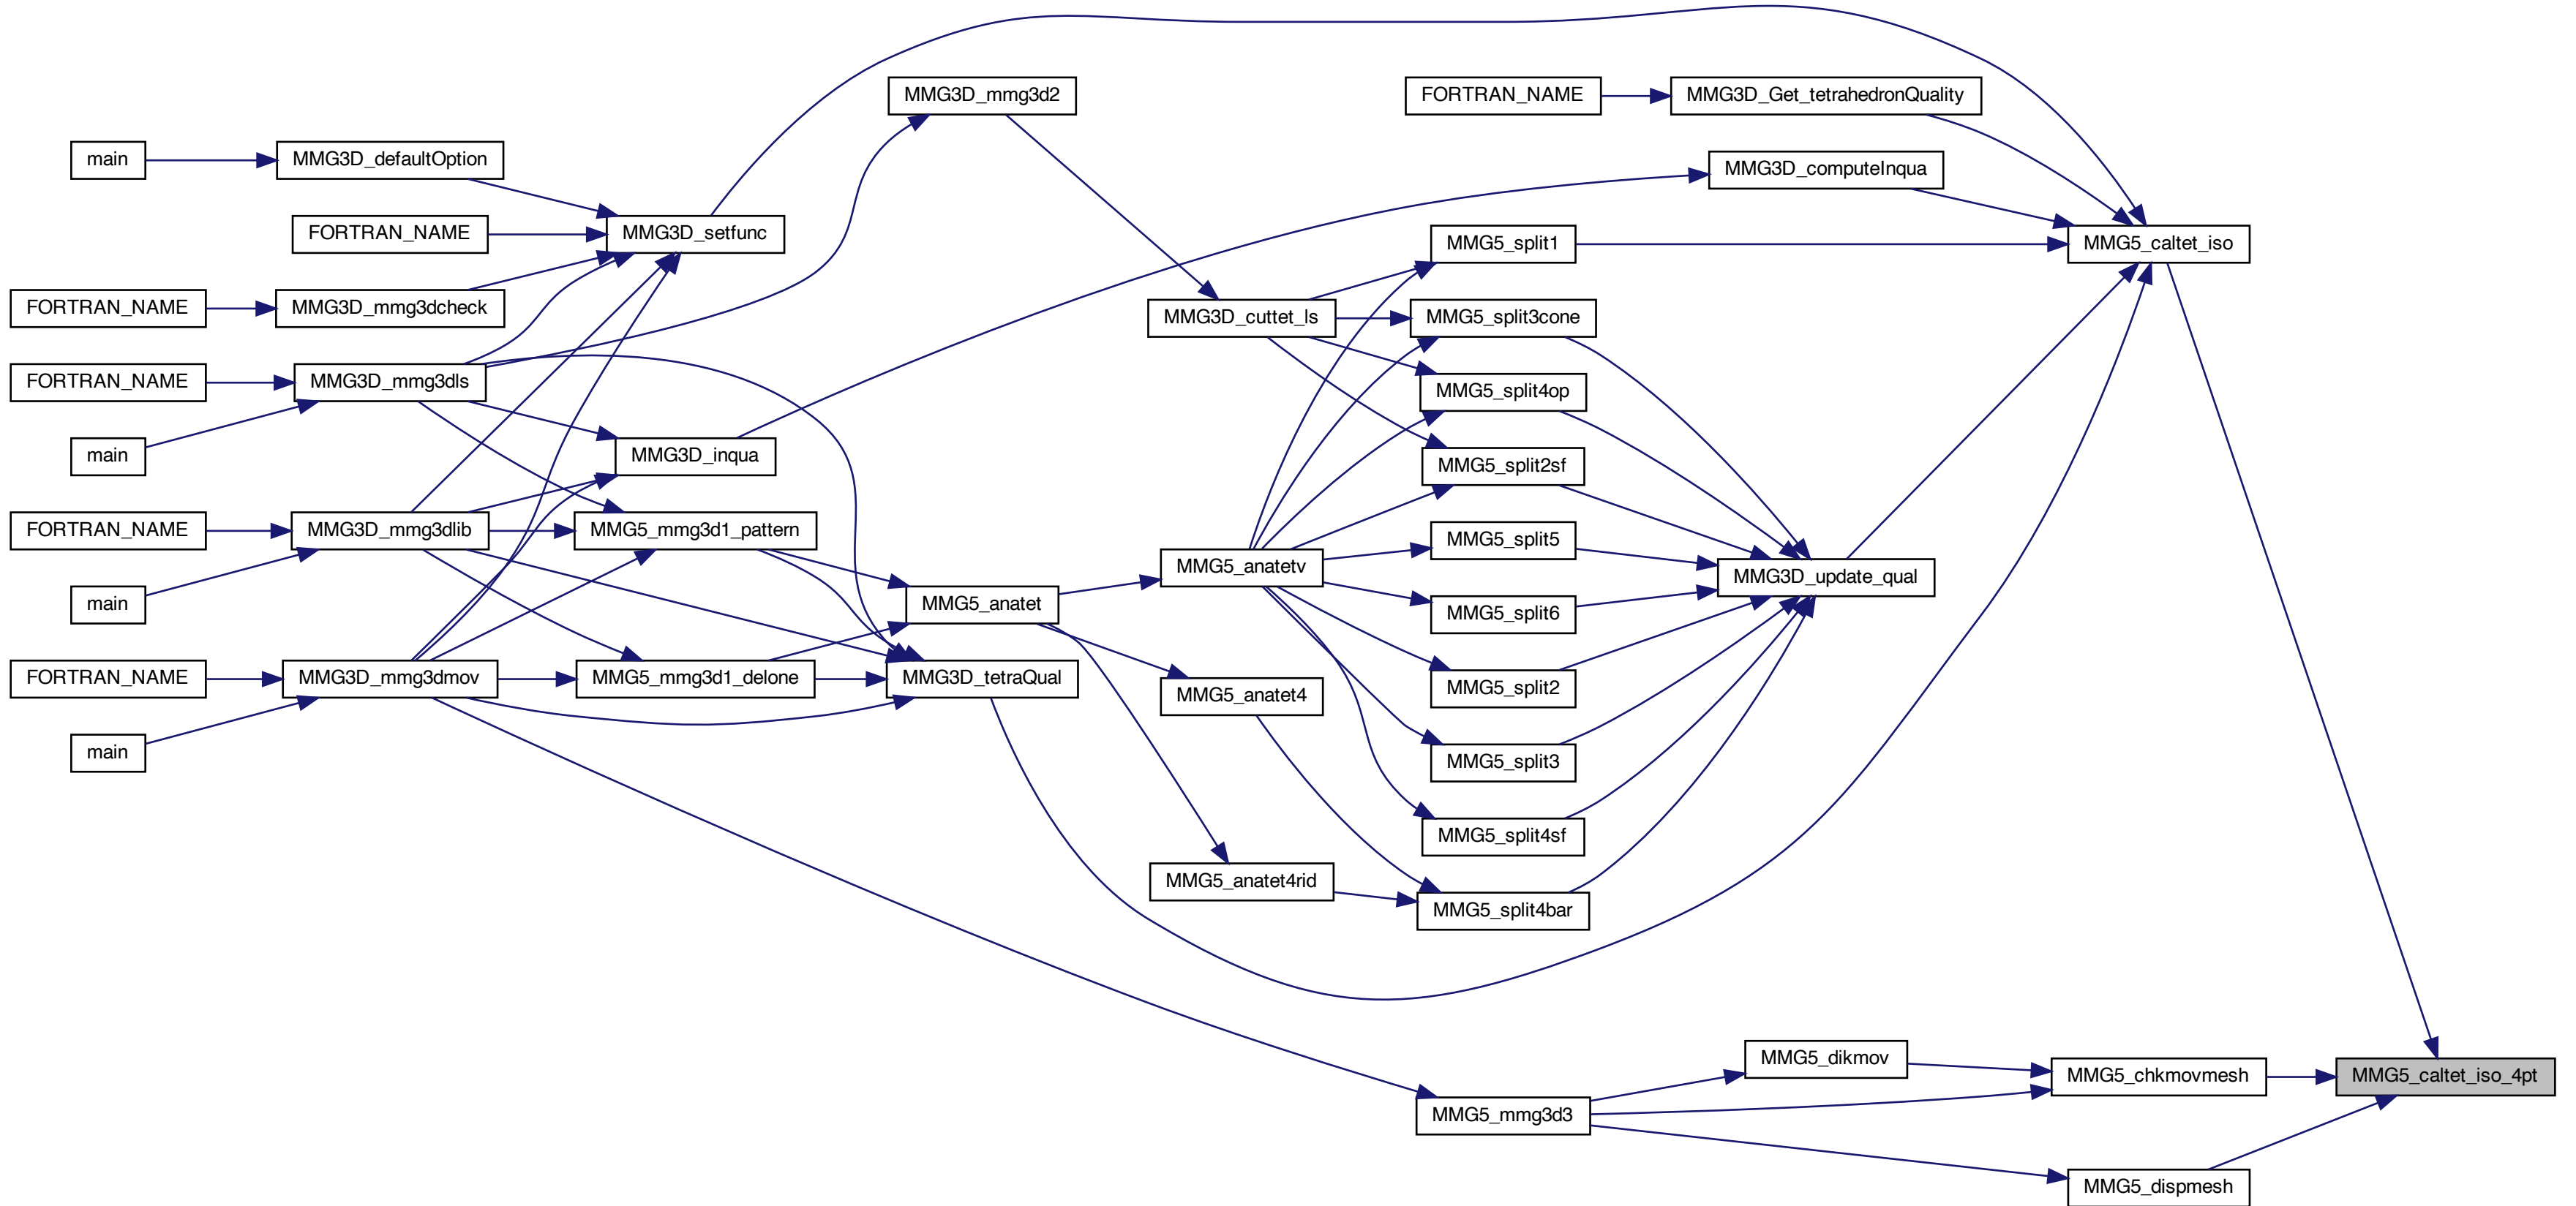 MMG3D_mmg3d2
FORTRAN_NAME
MMG3D_Get_tetrahedronQuality
main
MMG3D_defaultOption
MMG3D_computeInqua
FORTRAN_NAME
MMG3D_setfunc
MMG5_split1
MMG5_caltet_iso
FORTRAN_NAME
MMG3D_mmg3dcheck
MMG3D_cuttet_ls
MMG5_split3cone
FORTRAN_NAME
MMG3D_mmg3dls
MMG5_split4op
main
MMG3D_inqua
MMG5_split2sf
FORTRAN_NAME
MMG3D_mmg3dlib
MMG5_mmg3d1_pattern
MMG5_split5
MMG5_anatetv
MMG3D_update_qual
main
MMG5_anatet
MMG5_split6
FORTRAN_NAME
MMG3D_mmg3dmov
MMG5_mmg3d1_delone
MMG3D_tetraQual
MMG5_anatet4
MMG5_split2
main
MMG5_split3
MMG5_split4sf
MMG5_anatet4rid
MMG5_split4bar
MMG5_dikmov
MMG5_chkmovmesh
MMG5_caltet_iso_4pt
MMG5_mmg3d3
MMG5_dispmesh